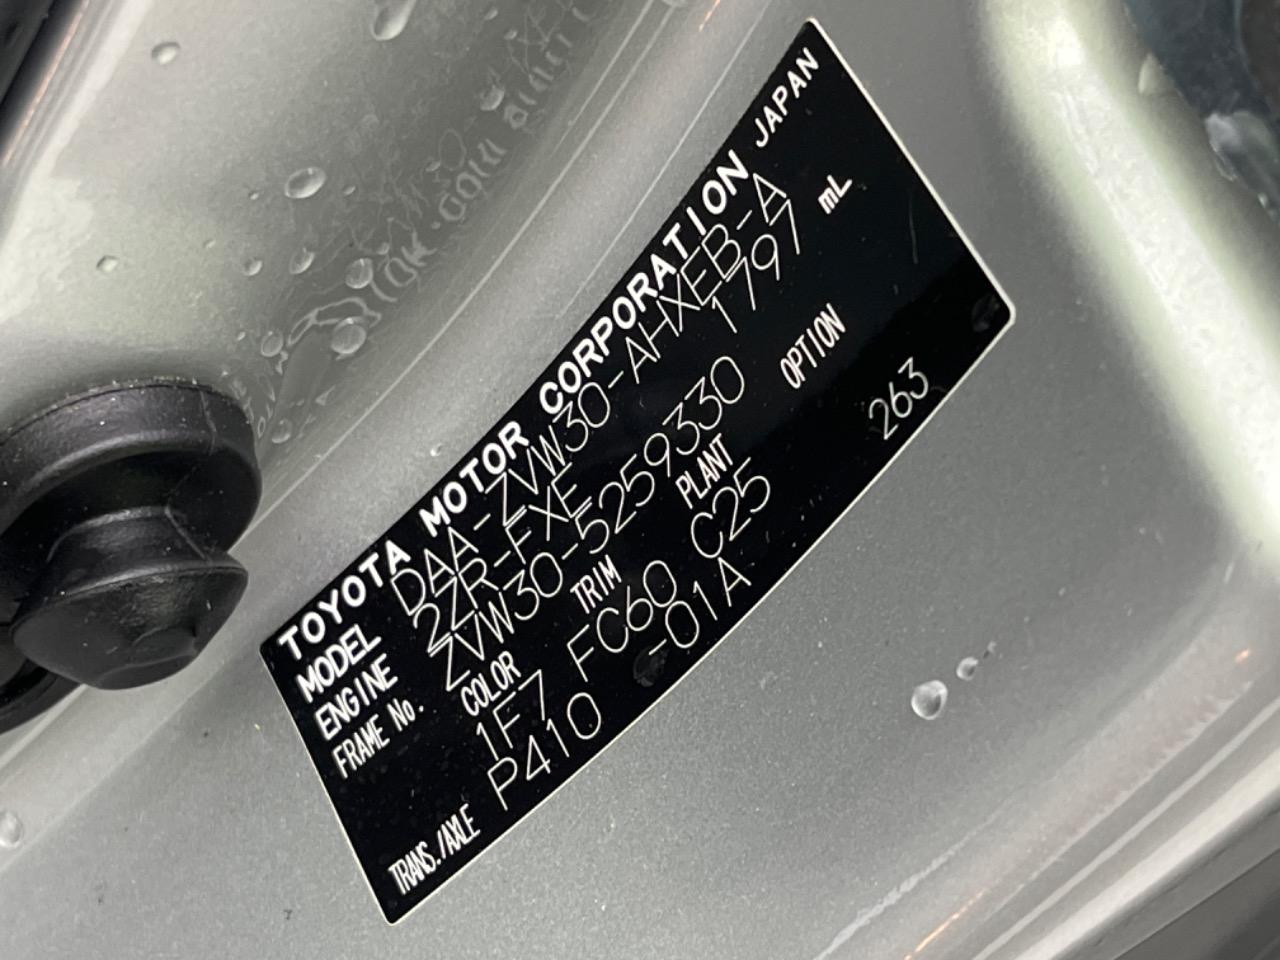 TOYOTA MOTOR CORPORATION JAPAN
MODEL DAA-ZVW30-AHXEB-A
ENGINE 2ZR-FXE 1797 mL
FRAME No. ZVW30-5259330
COLOR TRIM PLANT OPTION
1F7 FC60 C25 263
TRANS./AXLE P410 -01A